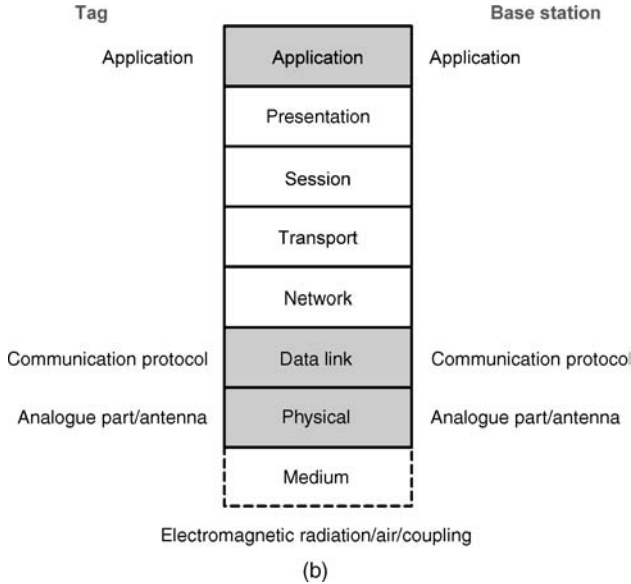 Tag Base station
Application Application Application
Presentation
Session
Transport
Network
Communication protocol Data link Communication protocol
Analogue part/antenna Physical Analogue part/antenna
Medium
Electromagnetic radiation/air/coupling
(b)